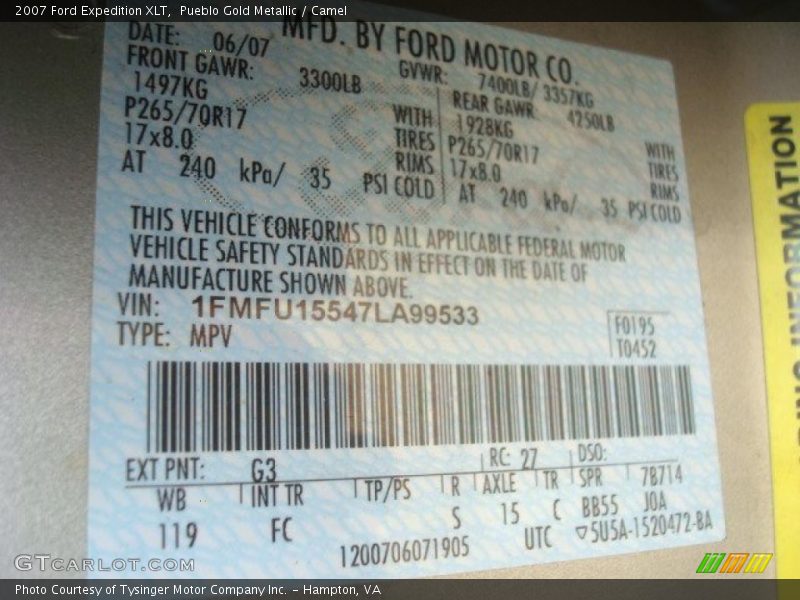 2007 Ford Expedition XLT, Pueblo Gold Metallic / Camel
MFD. BY FORD MOTOR CO.
DATE: 06/07 GVWR: 7400LB/ 3357KG
FRONT GAWR: 3300LB REAR GAWR: 4250LB
1497KG WITH 1928KG WITH
P265/70R17 TIRES P265/70R17 TIRES
17x8.0 RIMS 17x8.0 RIMS
AT 240 kPa/ 35 PSI COLD AT 240 kPa/ 35 PSI COLD
THIS VEHICLE CONFORMS TO ALL APPLICABLE FEDERAL MOTOR
VEHICLE SAFETY STANDARDS IN EFFECT ON THE DATE OF
MANUFACTURE SHOWN ABOVE.
VIN: 1FMFU15547LA99533
TYPE: MPV
F0195
T0452
EXT PNT: G3 RC: 27 DSO:
WB INT TR TP/PS R AXLE TR SPR 7B714
119 FC S 15 C BB55 J0A
1200706071905 UTC ▽5U5A-1520472-BA
INFORMATION
GTCARLOT.COM
Photo Courtesy of Tysinger Motor Company Inc. - Hampton, VA